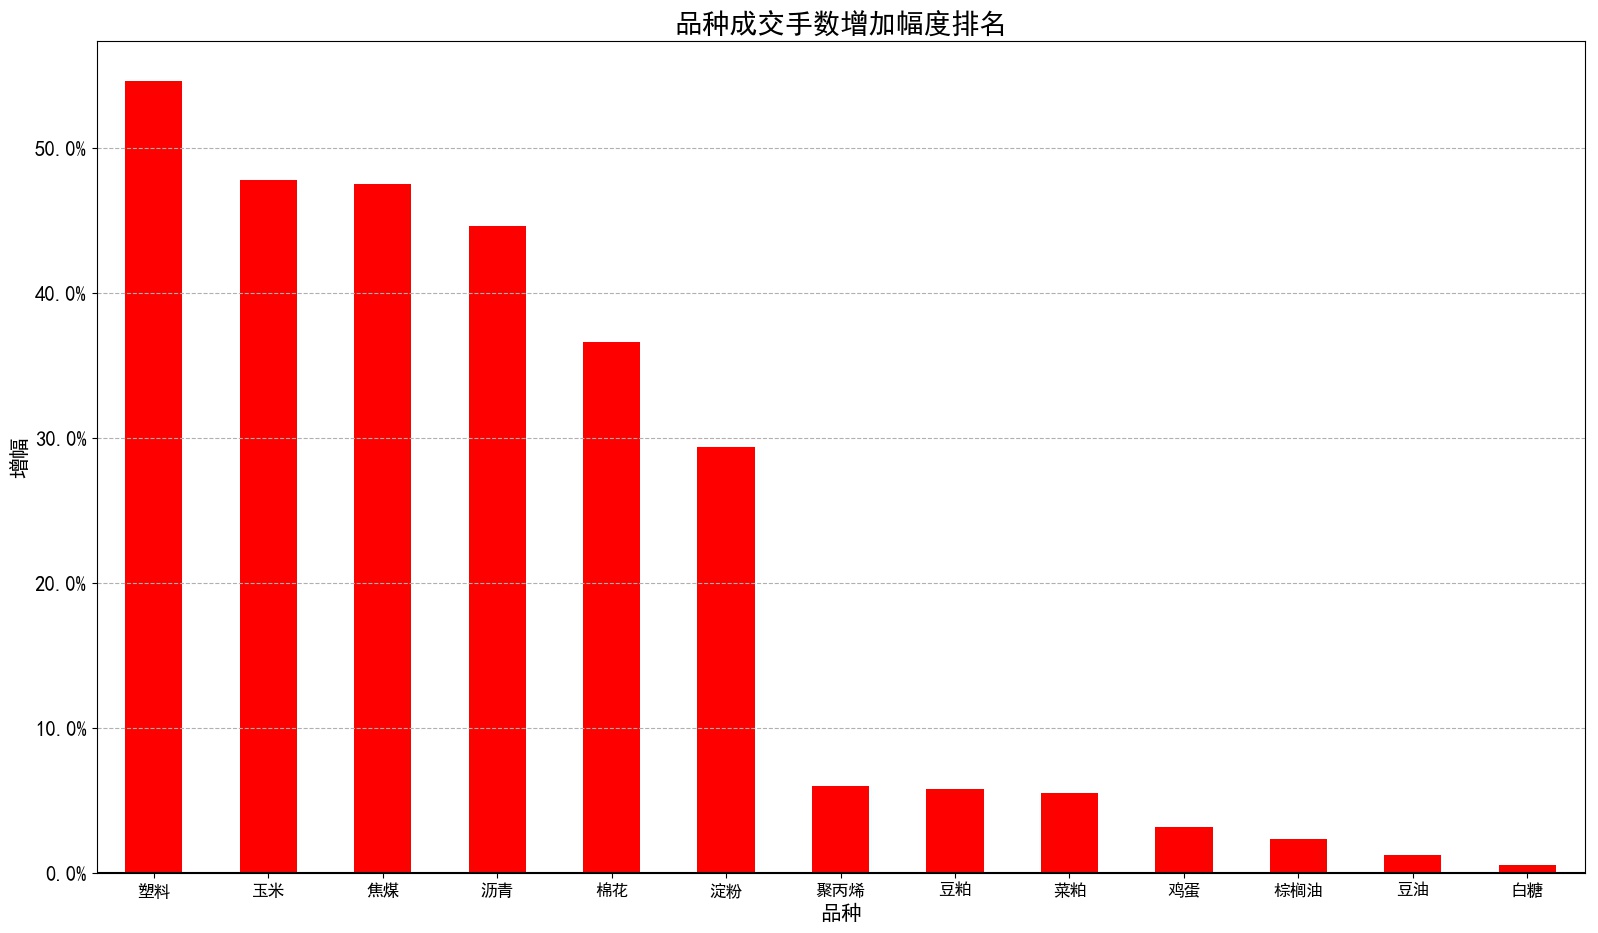 品种成交手数增加幅度排名
增幅
50.0%
40.0%
30.0%
20.0%
10.0%
0.0%
塑料 玉米 焦煤 沥青 棉花 淀粉 聚丙烯 豆粕 菜粕 鸡蛋 棕榈油 豆油 白糖
品种